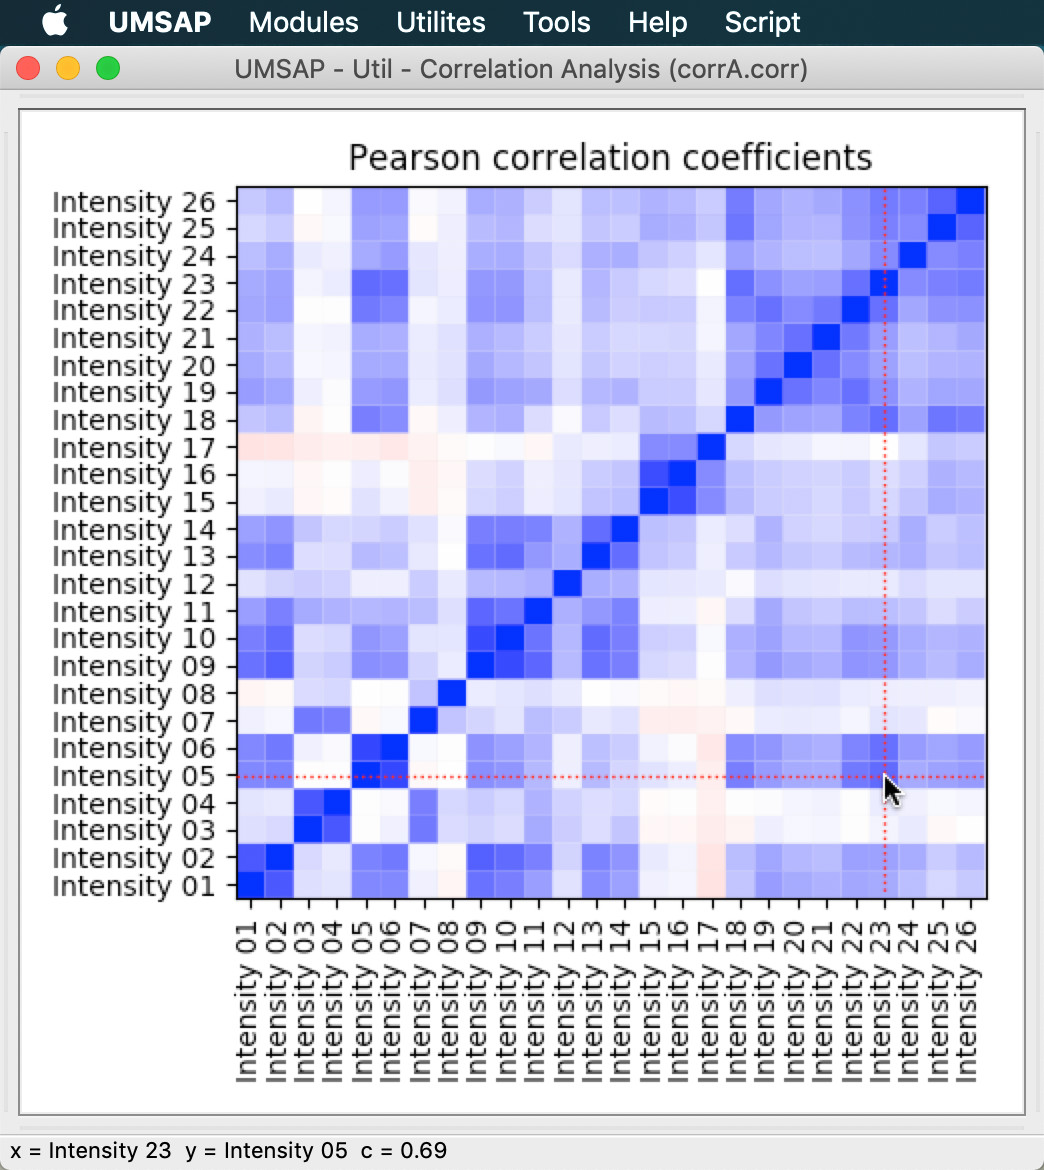 UMSAP Modules Utilites Tools Help Script
UMSAP - Util - Correlation Analysis (corrA.corr)
Pearson correlation coefficients
Intensity 26
Intensity 25
Intensity 24
Intensity 23
Intensity 22
Intensity 21
Intensity 20
Intensity 19
Intensity 18
Intensity 17
Intensity 16
Intensity 15
Intensity 14
Intensity 13
Intensity 12
Intensity 11
Intensity 10
Intensity 09
Intensity 08
Intensity 07
Intensity 06
Intensity 05
Intensity 04
Intensity 03
Intensity 02
Intensity 01
Intensity 01
Intensity 02
Intensity 03
Intensity 04
Intensity 05
Intensity 06
Intensity 07
Intensity 08
Intensity 09
Intensity 10
Intensity 11
Intensity 12
Intensity 13
Intensity 14
Intensity 15
Intensity 16
Intensity 17
Intensity 18
Intensity 19
Intensity 20
Intensity 21
Intensity 22
Intensity 23
Intensity 24
Intensity 25
Intensity 26
x = Intensity 23 y = Intensity 05 c = 0.69